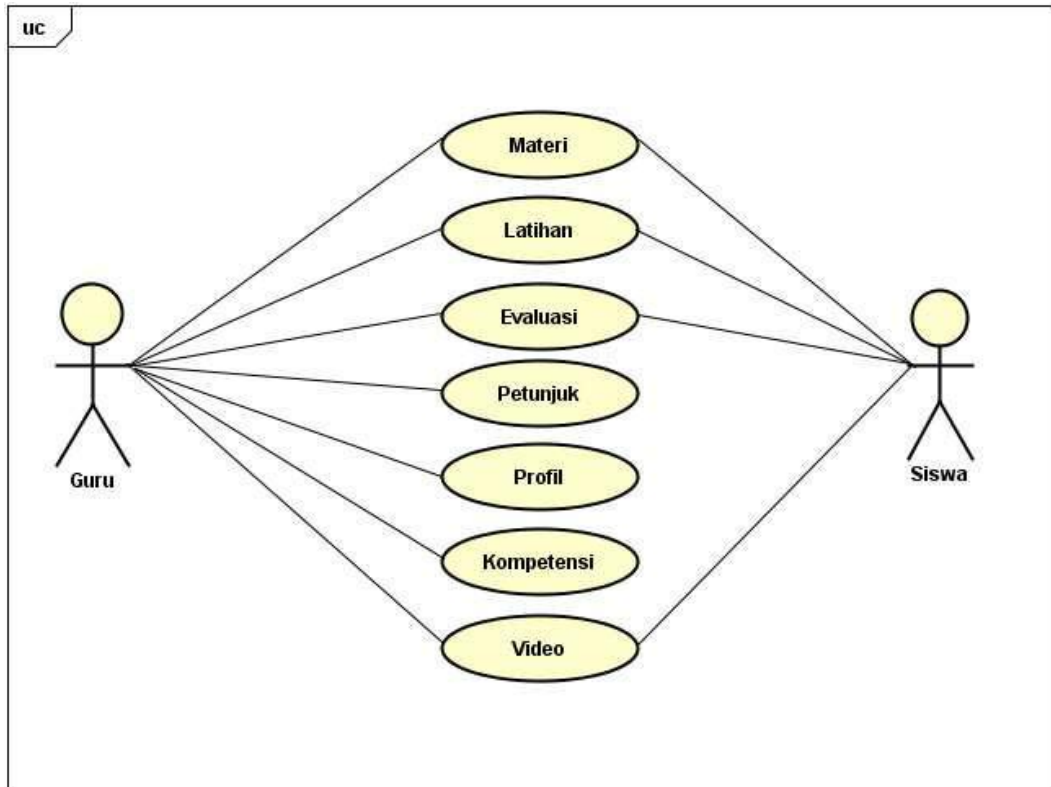 uc
Materi
Latihan
Evaluasi
Petunjuk
Profil
Kompetensi
Video
Guru
Siswa